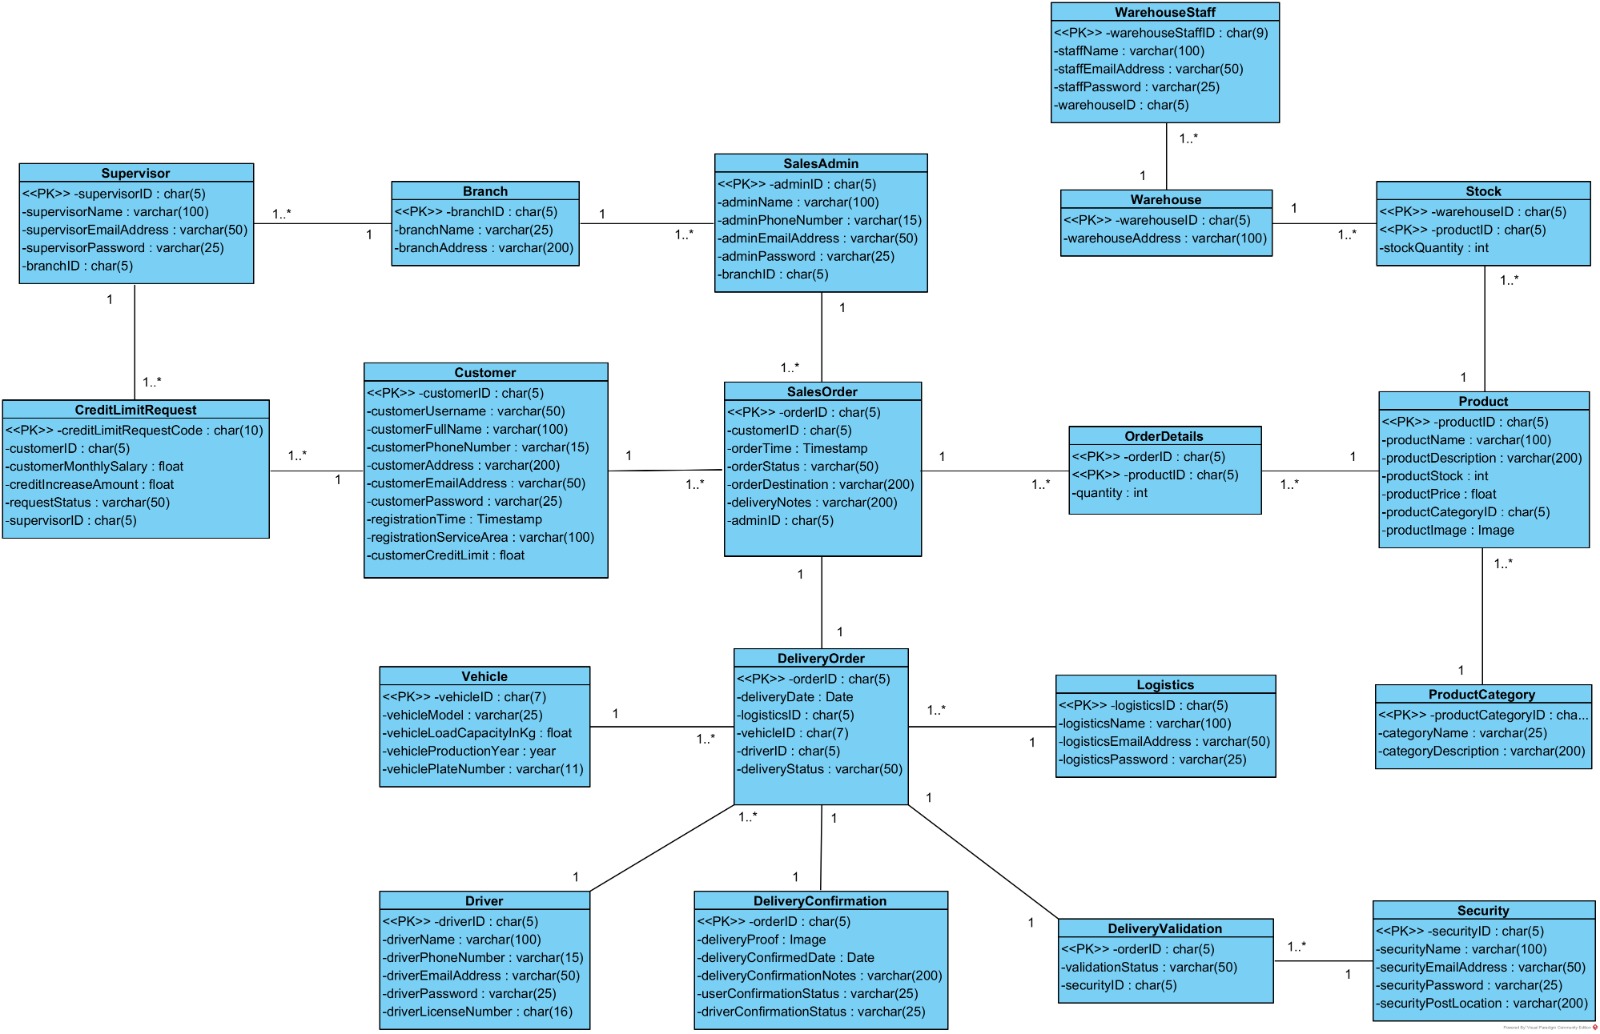 WarehouseStaff
<<PK>> -warehouseStaffID : char(9)
-staffName : varchar(100)
-staffEmailAddress : varchar(50)
-staffPassword : varchar(25)
-warehouseID : char(5)
1..*
1
Supervisor
<<PK>> -supervisorID : char(5)
-supervisorName : varchar(100)
-supervisorEmailAddress : varchar(50)
-supervisorPassword : varchar(25)
-branchID : char(5)
1..*
1
Branch
<<PK>> -branchID : char(5)
-branchName : varchar(25)
-branchAddress : varchar(200)
1
1..*
SalesAdmin
<<PK>> -adminID : char(5)
-adminName : varchar(100)
-adminPhoneNumber : varchar(15)
-adminEmailAddress : varchar(50)
-adminPassword : varchar(25)
-branchID : char(5)
Warehouse
<<PK>> -warehouseID : char(5)
-warehouseAddress : varchar(100)
1
1..*
Stock
<<PK>> -warehouseID : char(5)
<<PK>> -productID : char(5)
-stockQuantity : int
1
1..*
1
1..*
1..*
1
CreditLimitRequest
<<PK>> -creditLimitRequestCode : char(10)
-customerID : char(5)
-customerMonthlySalary : float
-creditIncreaseAmount : float
-requestStatus : varchar(50)
-supervisorID : char(5)
1..*
1
Customer
<<PK>> -customerID : char(5)
-customerUsername : varchar(50)
-customerFullName : varchar(100)
-customerPhoneNumber : varchar(15)
-customerAddress : varchar(200)
-customerEmailAddress : varchar(50)
-customerPassword : varchar(25)
-registrationTime : Timestamp
-registrationServiceArea : varchar(100)
-customerCreditLimit : float
1
1..*
SalesOrder
<<PK>> -orderID : char(5)
-customerID : char(5)
-orderTime : Timestamp
-orderStatus : varchar(50)
-orderDestination : varchar(200)
-deliveryNotes : varchar(200)
-adminID : char(5)
1
1..*
OrderDetails
<<PK>> -orderID : char(5)
<<PK>> -productID : char(5)
-quantity : int
1
1..*
Product
<<PK>> -productID : char(5)
-productName : varchar(100)
-productDescription : varchar(200)
-productStock : int
-productPrice : float
-productCategoryID : char(5)
-productImage : Image
1
1
1..*
1
Vehicle
<<PK>> -vehicleID : char(7)
-vehicleModel : varchar(25)
-vehicleLoadCapacityInKg : float
-vehicleProductionYear : year
-vehiclePlateNumber : varchar(11)
1
1..*
DeliveryOrder
<<PK>> -orderID : char(5)
-deliveryDate : Date
-logisticsID : char(5)
-vehicleID : char(7)
-driverID : char(5)
-deliveryStatus : varchar(50)
1..*
1
Logistics
<<PK>> -logisticsID : char(5)
-logisticsName : varchar(100)
-logisticsEmailAddress : varchar(50)
-logisticsPassword : varchar(25)
ProductCategory
<<PK>> -productCategoryID : cha...
-categoryName : varchar(25)
-categoryDescription : varchar(200)
1..*
1
1
1
1
1
Driver
<<PK>> -driverID : char(5)
-driverName : varchar(100)
-driverPhoneNumber : varchar(15)
-driverEmailAddress : varchar(50)
-driverPassword : varchar(25)
-driverLicenseNumber : char(16)
DeliveryConfirmation
<<PK>> -orderID : char(5)
-deliveryProof : Image
-deliveryConfirmedDate : Date
-deliveryConfirmationNotes : varchar(200)
-userConfirmationStatus : varchar(25)
-driverConfirmationStatus : varchar(25)
DeliveryValidation
<<PK>> -orderID : char(5)
-validationStatus : varchar(50)
-securityID : char(5)
1..*
1
Security
<<PK>> -securityID : char(5)
-securityName : varchar(100)
-securityEmailAddress : varchar(50)
-securityPassword : varchar(25)
-securityPostLocation : varchar(200)
Powered By Visual Paradigm Community Edition